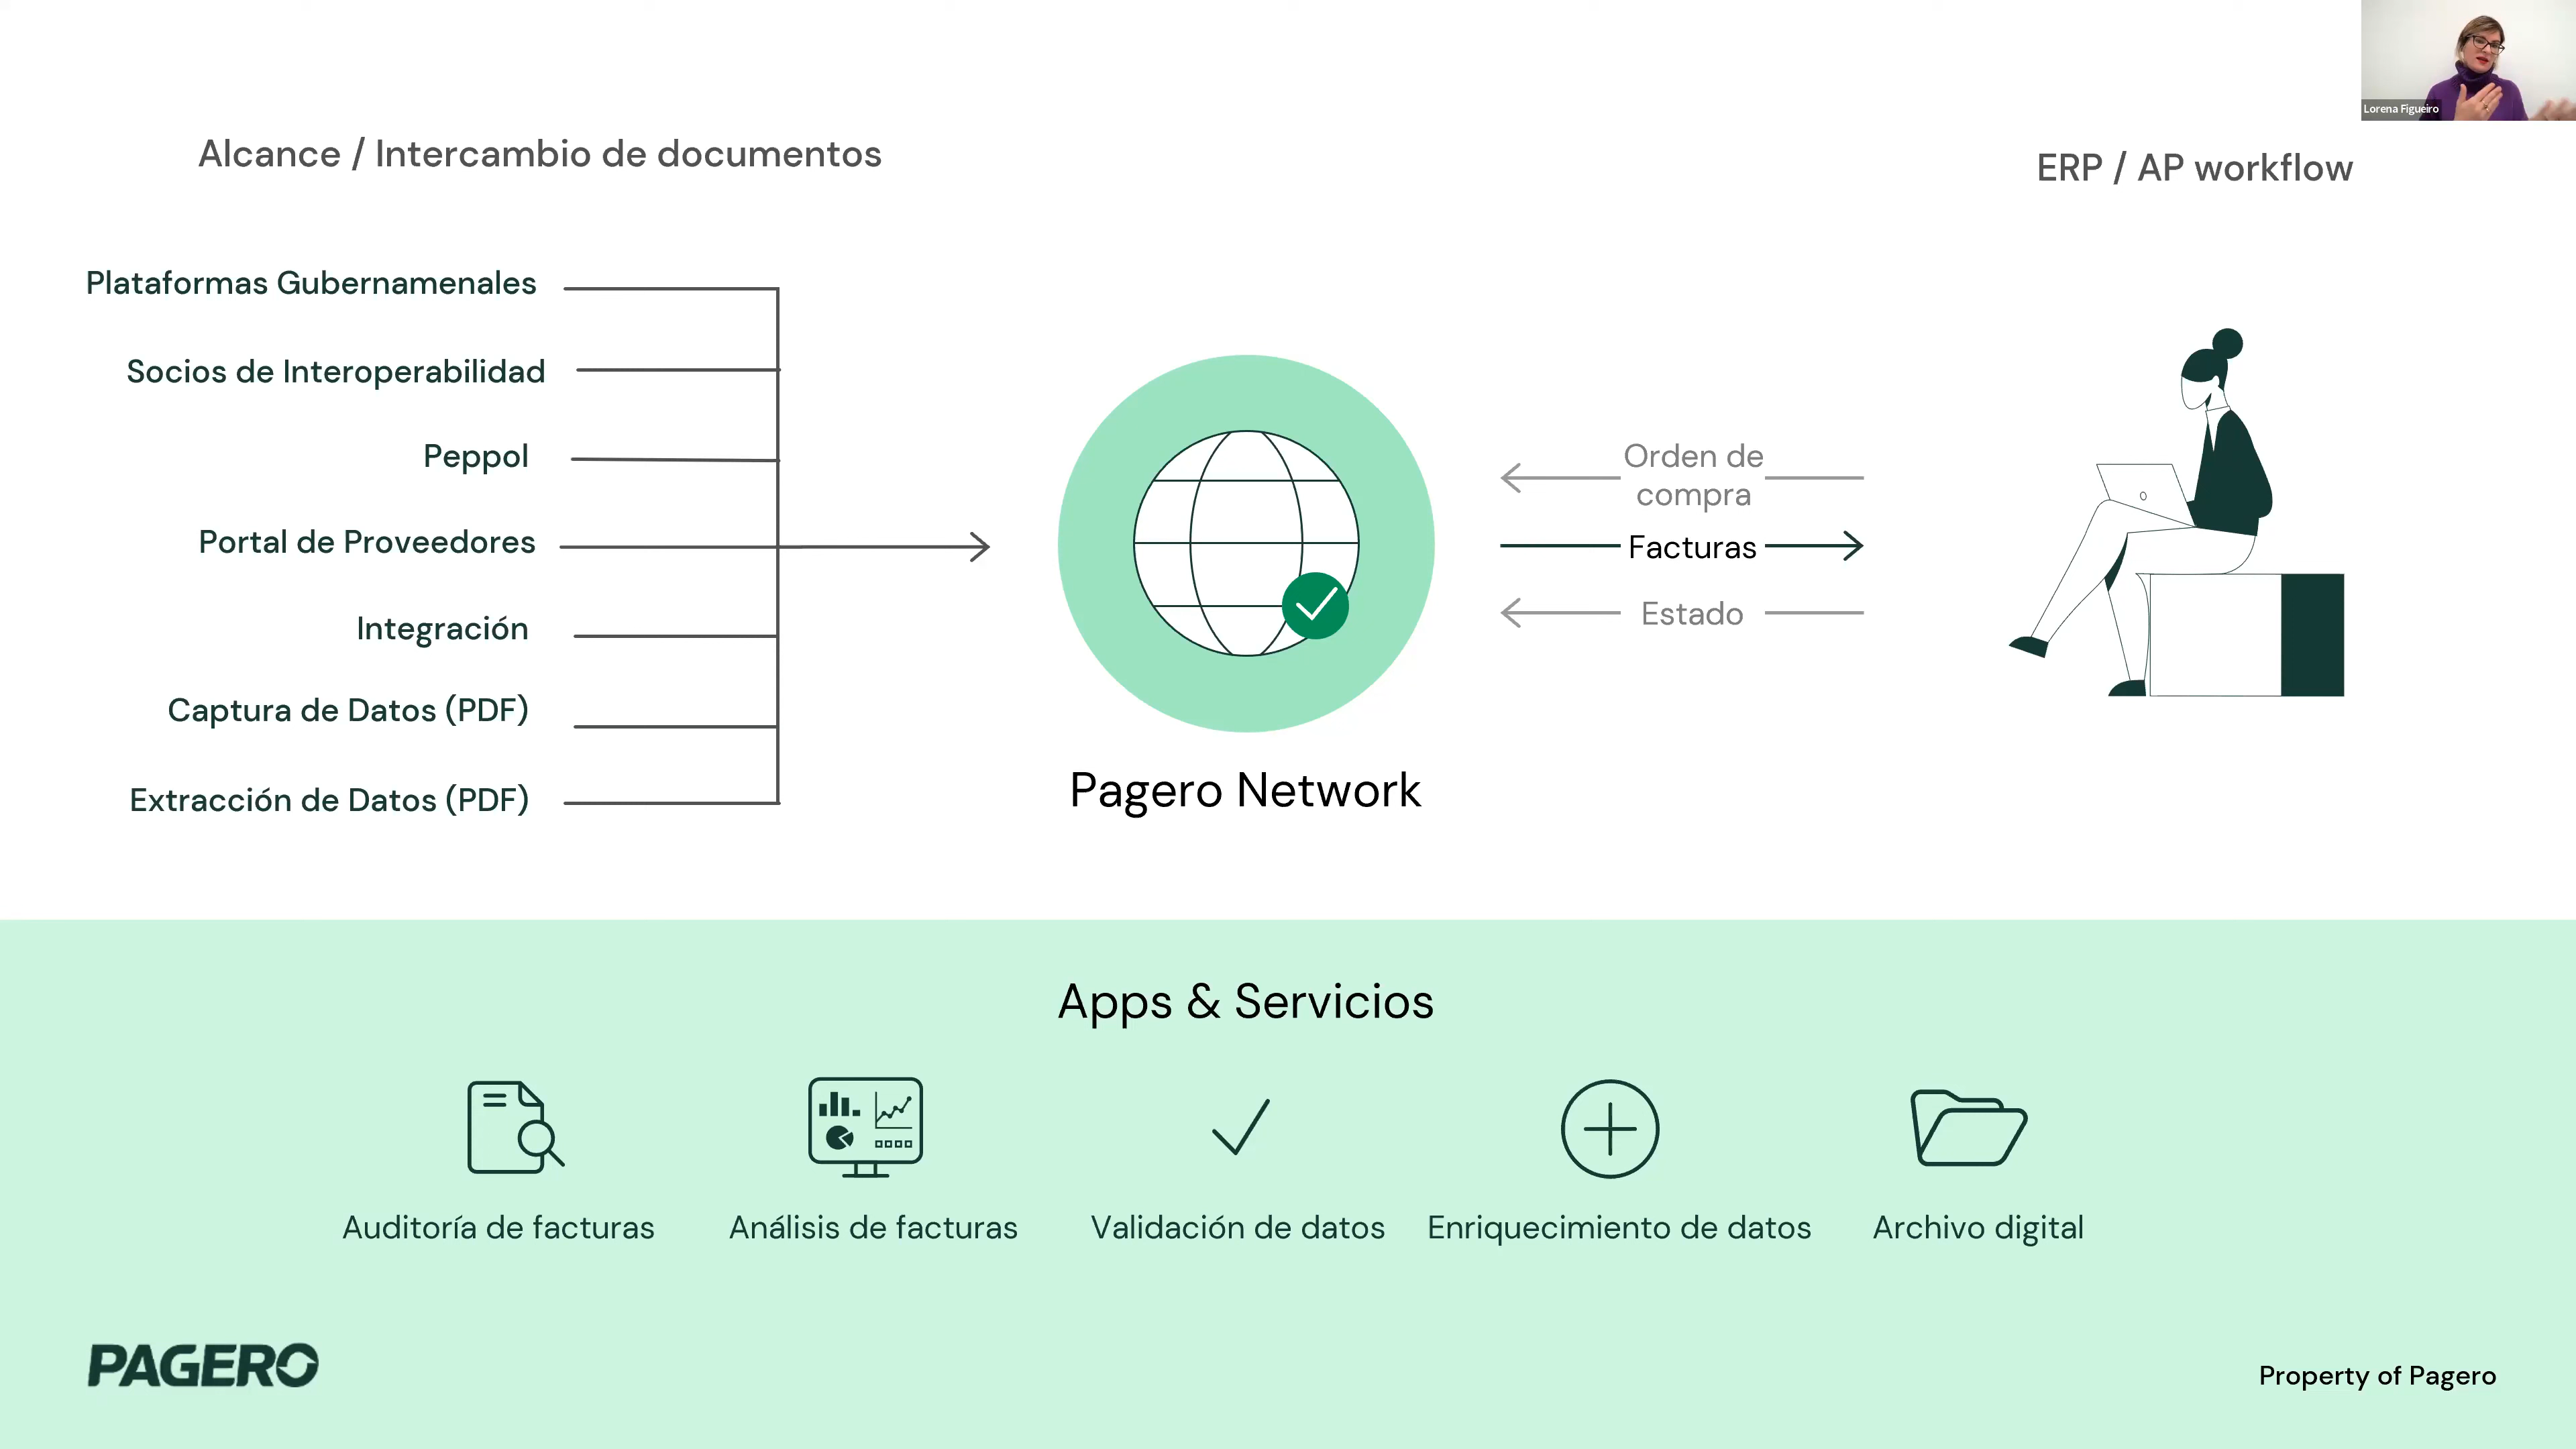 Lorena Figueiro
Alcance / Intercambio de documentos
ERP / AP workflow
Plataformas Gubernamenales
Socios de Interoperabilidad
Peppol
Portal de Proveedores
Integración
Captura de Datos (PDF)
Extracción de Datos (PDF)
Pagero Network
Orden de
compra
Facturas
Estado
Apps & Servicios
Auditoría de facturas
Análisis de facturas
Validación de datos
Enriquecimiento de datos
Archivo digital
PAGERO
Property of Pagero